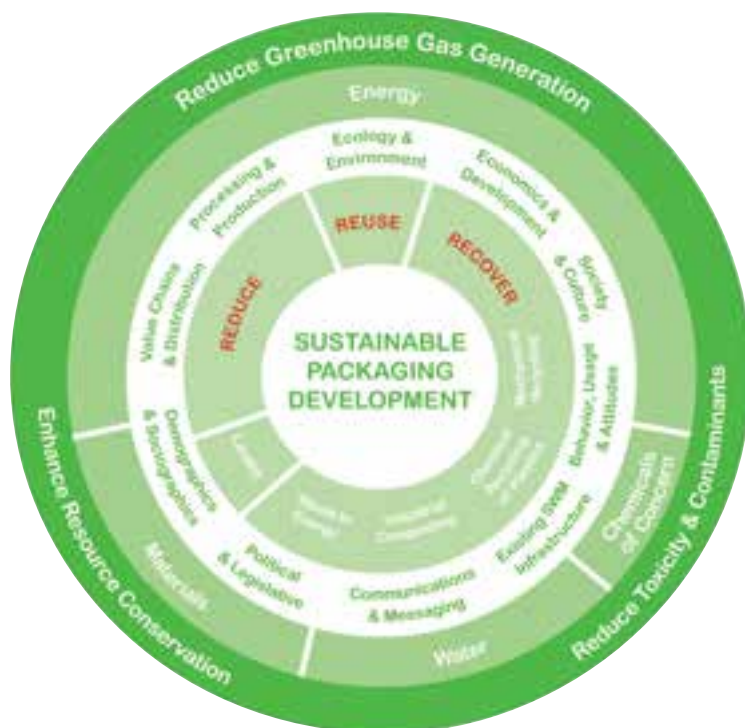 Reduce Greenhouse Gas Generation
Energy
Ecology &
Environment
Economics &
Development
Society
& Culture
Behavior, Usage
& Attitudes
Existing SWM
Infrastructure
Communications
& Messaging
Political
& Legislative
Demographics
& Sociographics
Value Chains
& Distribution
Processing &
Production
REDUCE
REUSE
RECOVER
SUSTAINABLE
PACKAGING
DEVELOPMENT
Chemicals
of Concern
Water
Materials
Reduce Toxicity & Contaminants
Enhance Resource Conservation